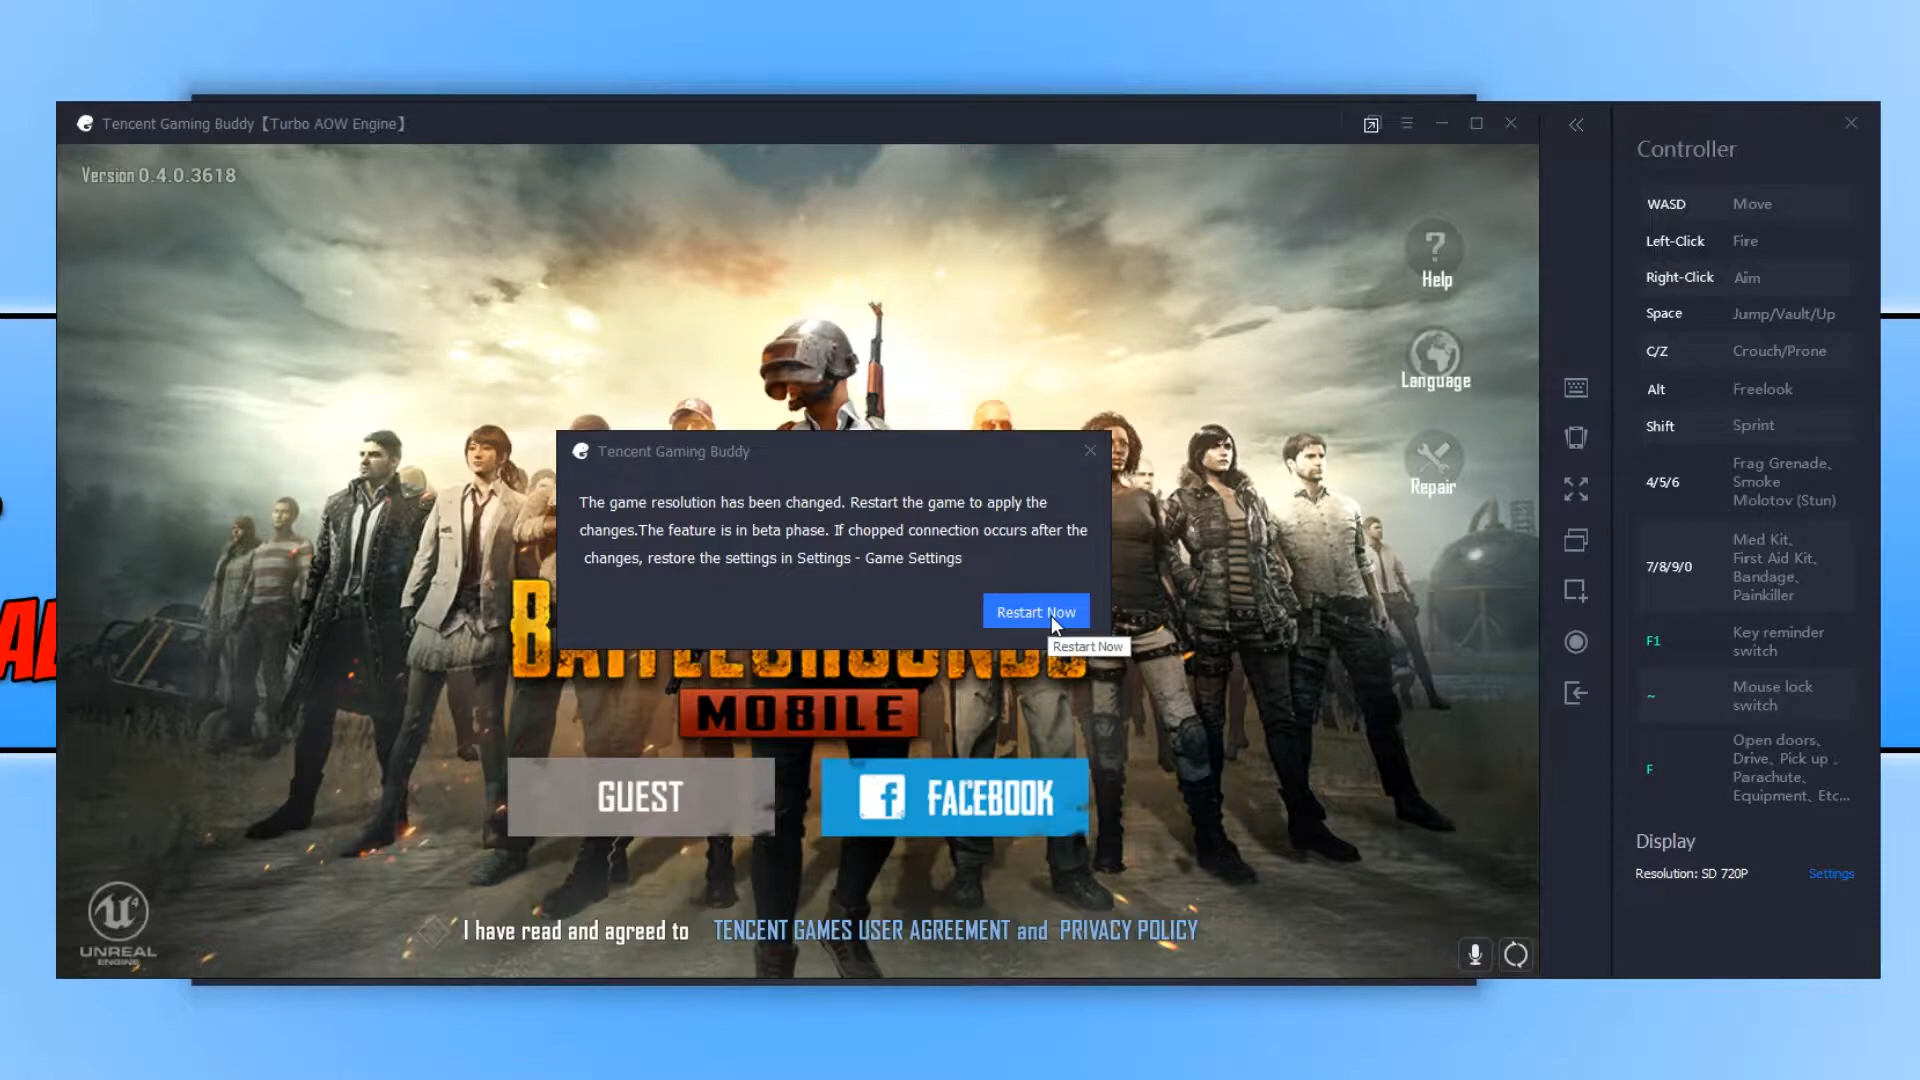 Tencent Gaming Buddy【Turbo AOW Engine】
Version 0.4.0.3618
?
Help
Language
Repair
Tencent Gaming Buddy
The game resolution has been changed. Restart the game to apply the
changes.The feature is in beta phase. If chopped connection occurs after the
changes, restore the settings in Settings - Game Settings
Restart Now
Restart Now
BATTLEGROUNDS
MOBILE
GUEST
f FACEBOOK
I have read and agreed to TENCENT GAMES USER AGREEMENT and PRIVACY POLICY
UNREAL
ENGINE
Controller
WASD Move
Left-Click Fire
Right-Click Aim
Space Jump/Vault/Up
C/Z Crouch/Prone
Alt Freelook
Shift Sprint
4/5/6 Frag Grenade、
Smoke
Molotov (Stun)
7/8/9/0 Med Kit、
First Aid Kit、
Bandage、
Painkiller
F1 Key reminder
switch
~ Mouse lock
switch
F Open doors、
Drive、Pick up 、
Parachute、
Equipment、Etc...
Display
Resolution: SD 720P Settings